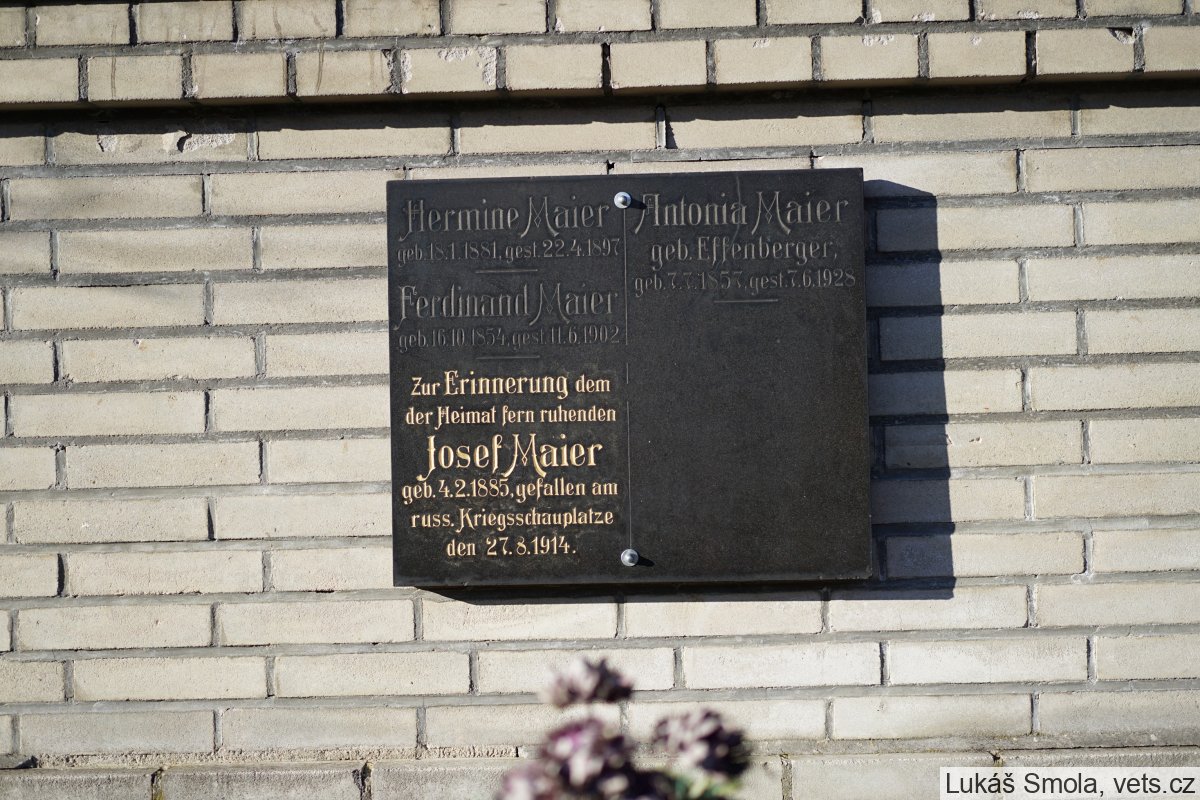 Hermine Maier
geb. 18.1.1881, gest. 22.4.1897
Ferdinand Maier
geb. 16.10.1854, gest. 11.6.1902
Zur Erinnerung dem
der Heimat fern ruhenden
Josef Maier
geb. 4.2.1885, gefallen am
russ. Kriegsschauplatze
den 27.8.1914.
Antonia Maier
geb. Effenberger,
geb. 7.7.1857, gest. 7.6.1928
Lukáš Smola, vets.cz